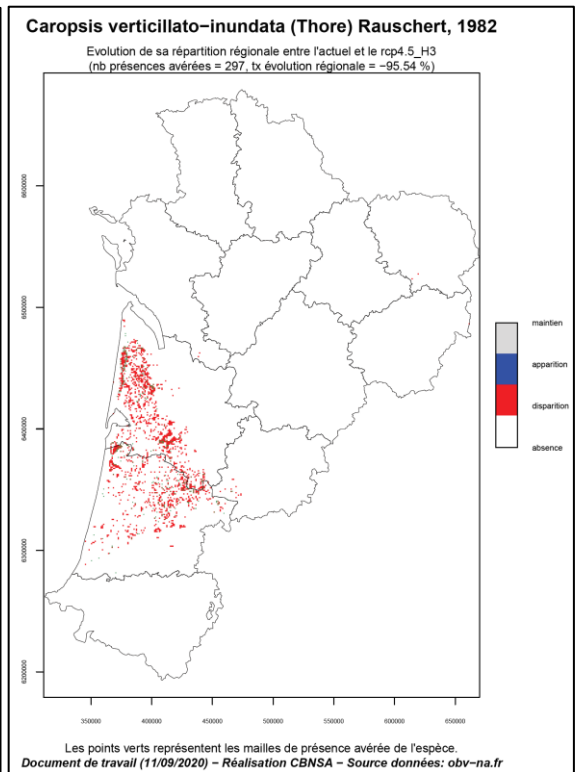 Caropsis verticillato−inundata (Thore) Rauschert, 1982
Evolution de sa répartition régionale entre l'actuel et le rcp4.5_H3
(nb présences avérées = 297, tx évolution régionale = −95.54 %)
6600000
6500000
6400000
6300000
6200000
maintien
apparition
disparition
absence
350000 400000 450000 500000 550000 600000 650000
Les points verts représentent les mailles de présence avérée de l'espèce.
Document de travail (11/09/2020) − Réalisation CBNSA − Source données: obv−na.fr